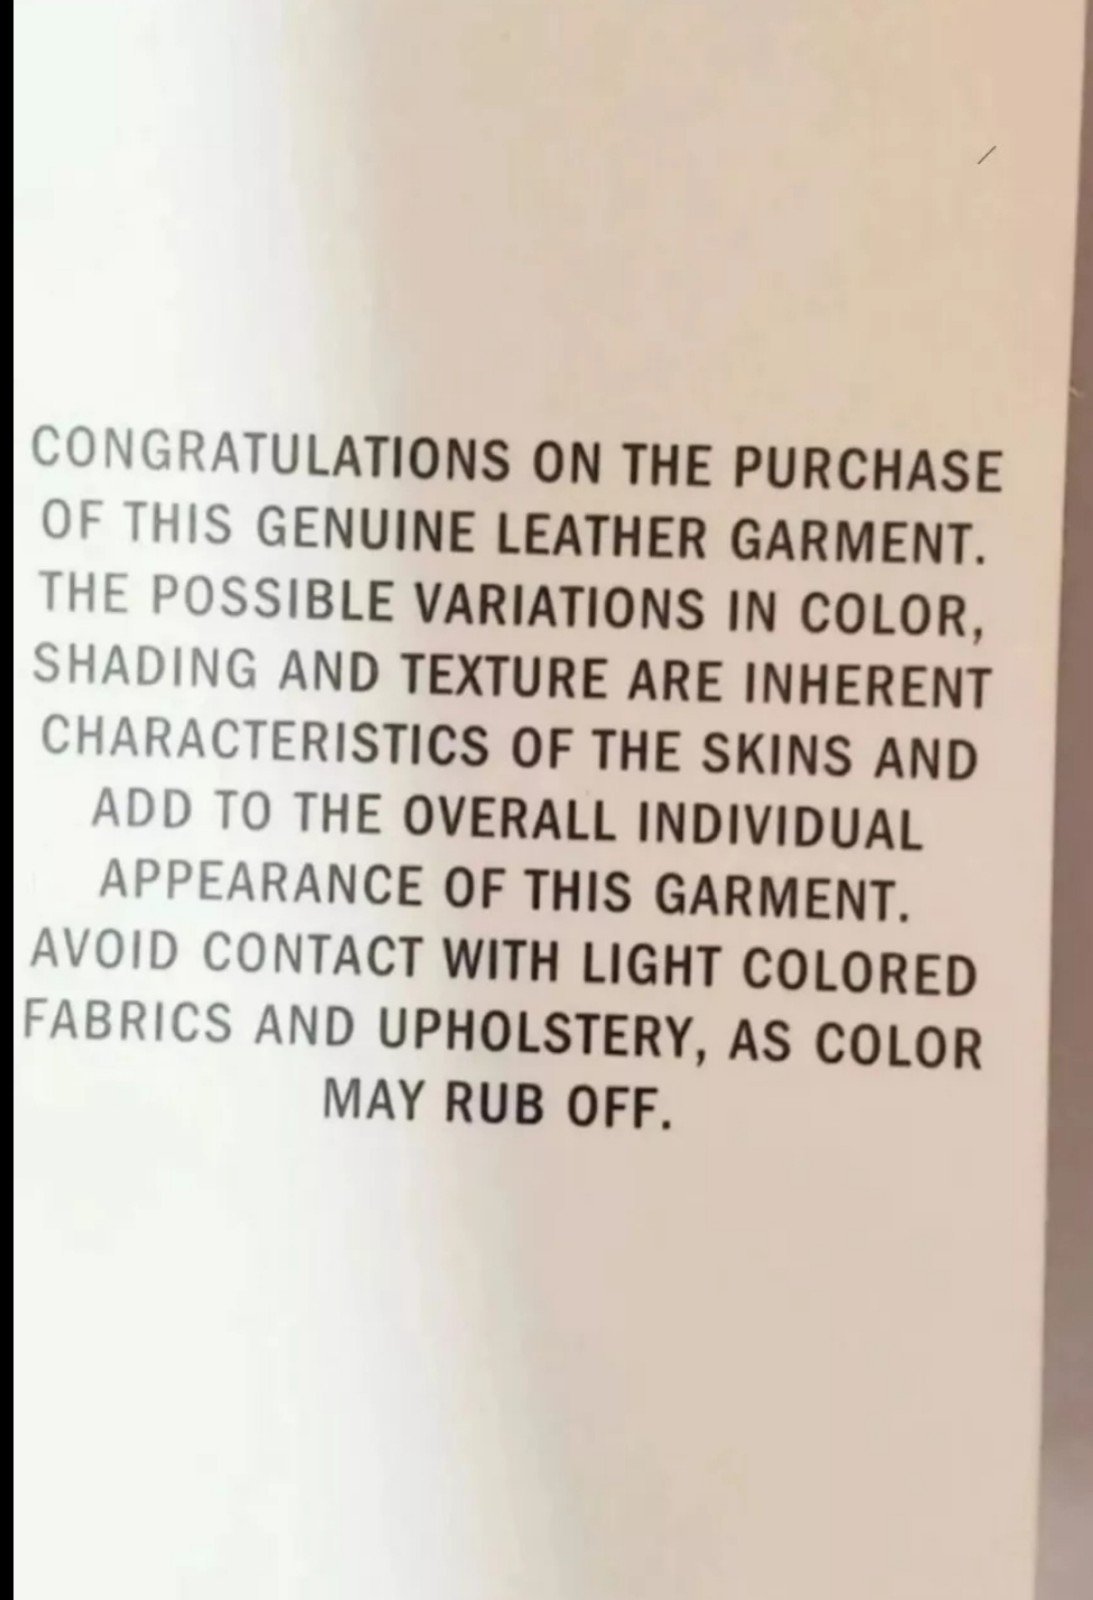 CONGRATULATIONS ON THE PURCHASE
OF THIS GENUINE LEATHER GARMENT.
THE POSSIBLE VARIATIONS IN COLOR,
SHADING AND TEXTURE ARE INHERENT
CHARACTERISTICS OF THE SKINS AND
ADD TO THE OVERALL INDIVIDUAL
APPEARANCE OF THIS GARMENT.
AVOID CONTACT WITH LIGHT COLORED
FABRICS AND UPHOLSTERY, AS COLOR
MAY RUB OFF.